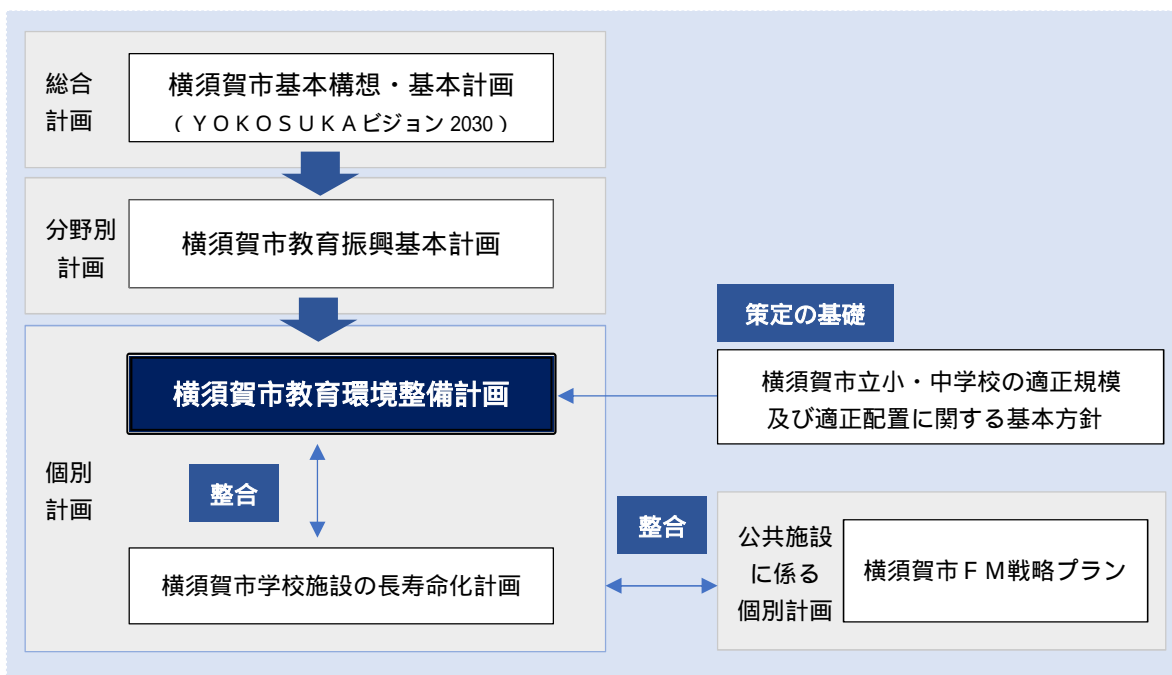 総合
計画
横須賀市基本構想・基本計画
(ＹＯＫＯＳＵＫＡビジョン 2030)
分野別
計画
横須賀市教育振興基本計画
策定の基礎
横須賀市教育環境整備計画
横須賀市立小・中学校の適正規模
及び適正配置に関する基本方針
個別
計画
整合
整合
横須賀市学校施設の長寿命化計画
公共施設
に係る
個別計画
横須賀市ＦＭ戦略プラン